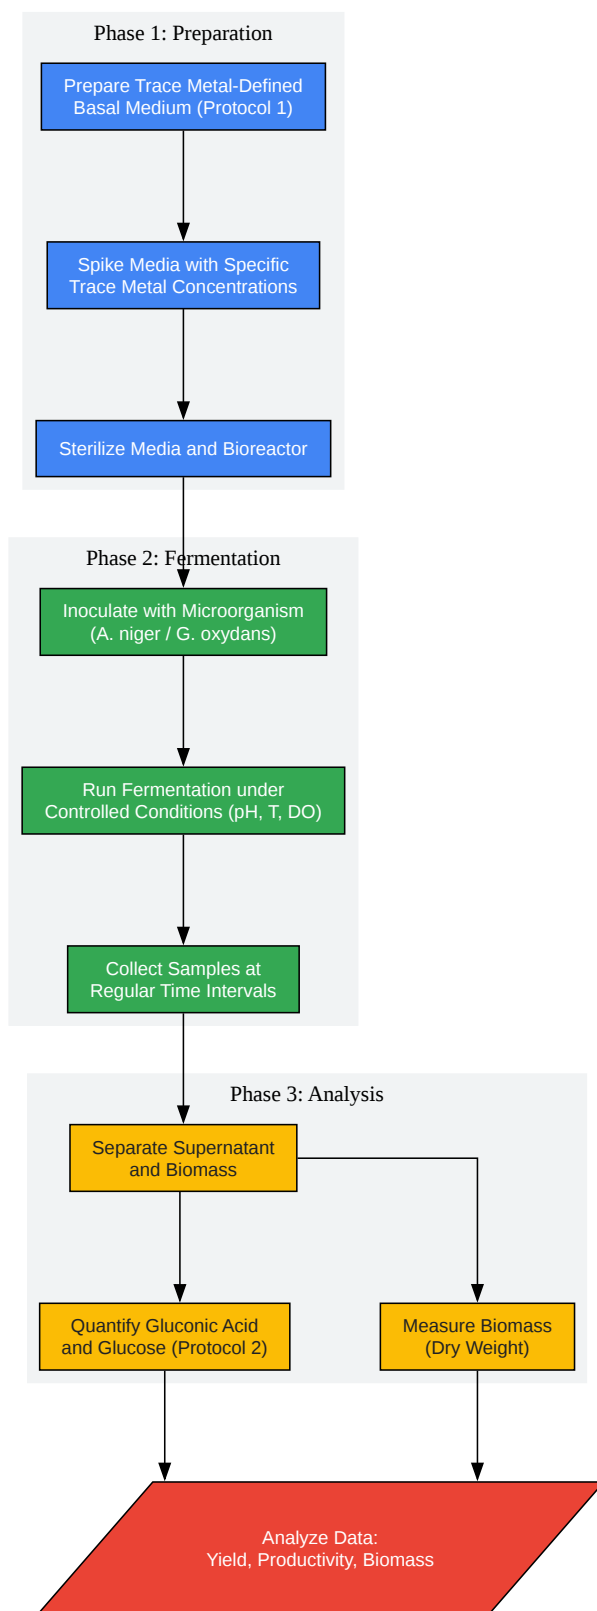 Phase 1: Preparation
Prepare Trace Metal-Defined
Basal Medium (Protocol 1)
Spike Media with Specific
Trace Metal Concentrations
Sterilize Media and Bioreactor
Phase 2: Fermentation
Inoculate with Microorganism
(A. niger / G. oxydans)
Run Fermentation under
Controlled Conditions (pH, T, DO)
Collect Samples at
Regular Time Intervals
Phase 3: Analysis
Separate Supernatant
and Biomass
Quantify Gluconic Acid
and Glucose (Protocol 2)
Measure Biomass
(Dry Weight)
Analyze Data:
Yield, Productivity, Biomass